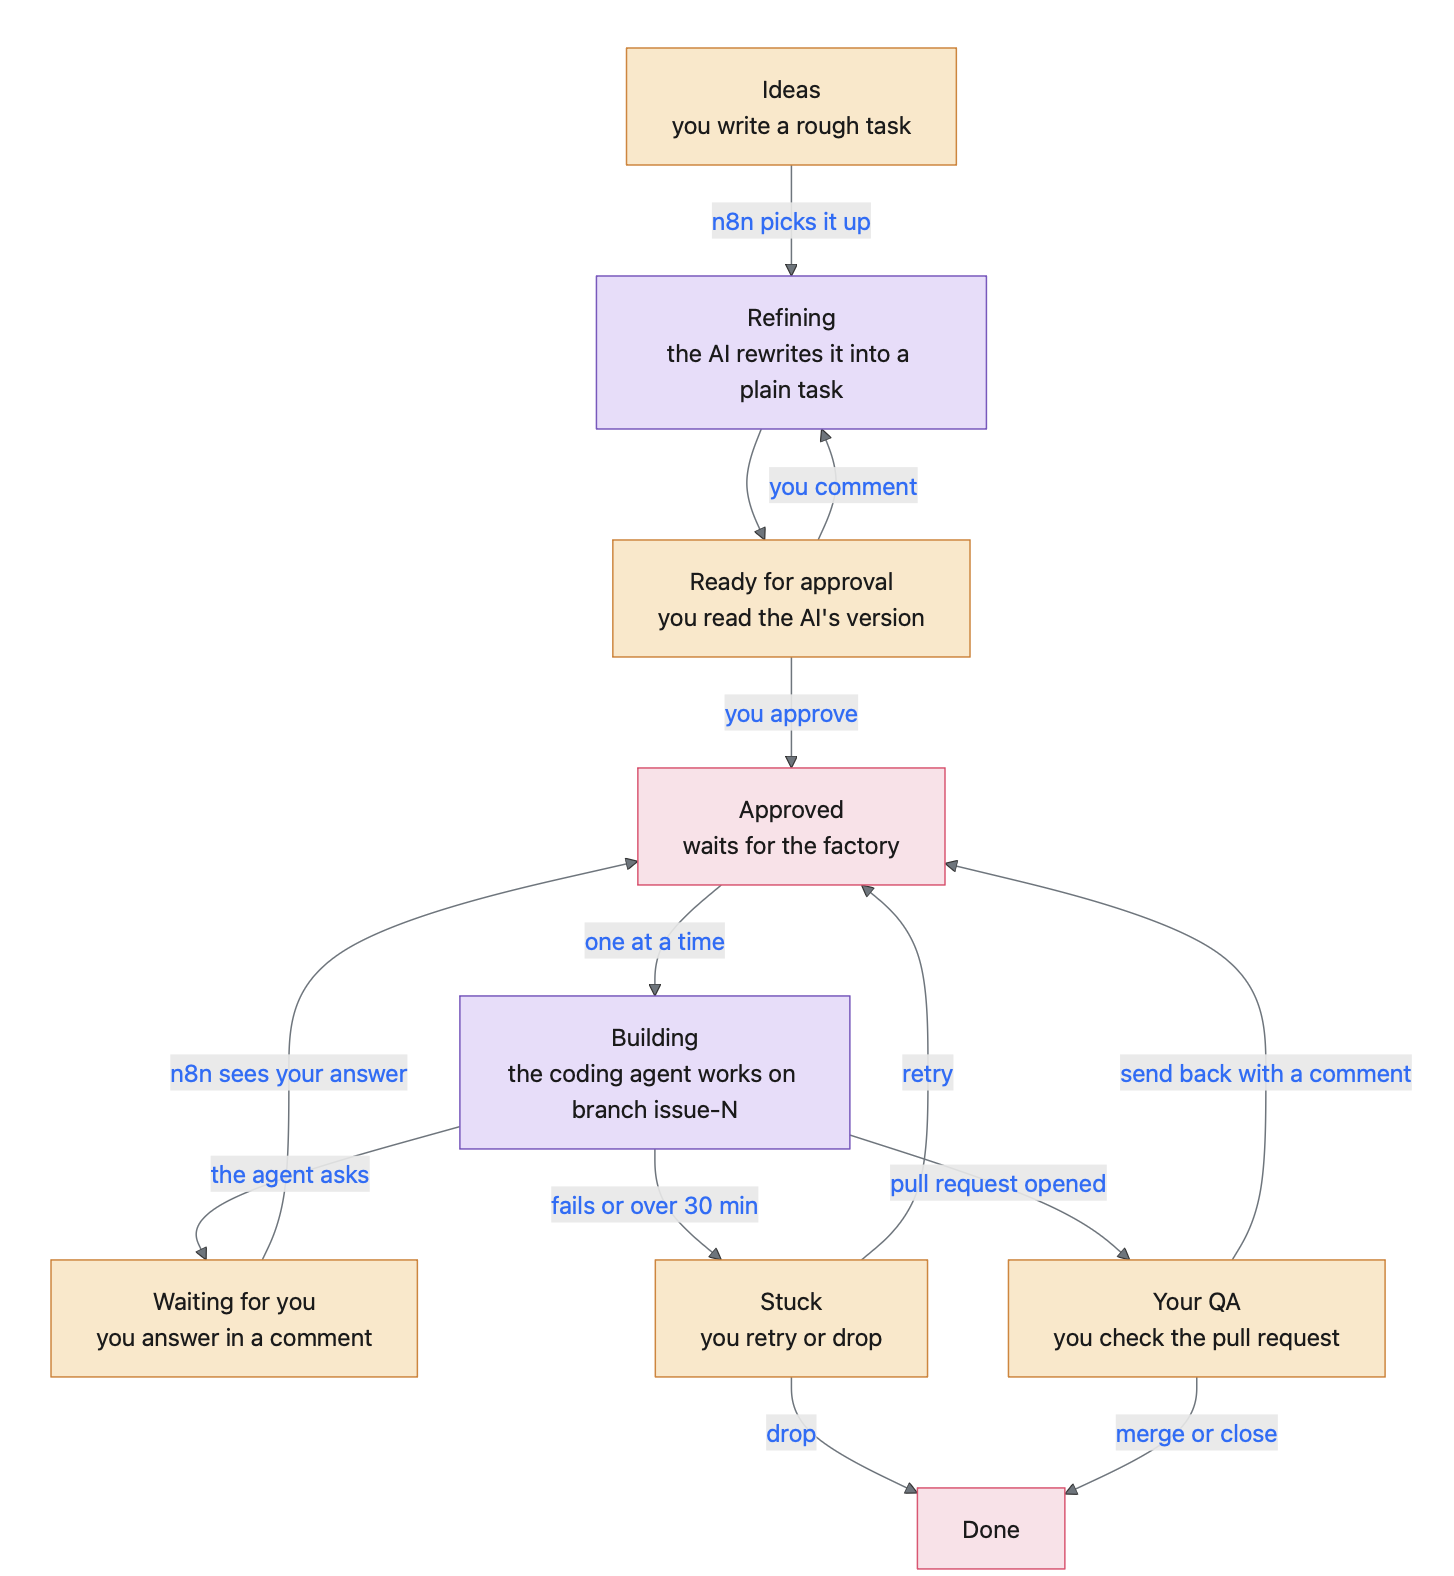 Ideas
you write a rough task
n8n picks it up
Refining
the AI rewrites it into a
plain task
you comment
Ready for approval
you read the AI's version
you approve
Approved
waits for the factory
one at a time
Building
the coding agent works on
branch issue-N
n8n sees your answer
retry
send back with a comment
the agent asks
fails or over 30 min
pull request opened
Waiting for you
you answer in a comment
Stuck
you retry or drop
Your QA
you check the pull request
drop
merge or close
Done